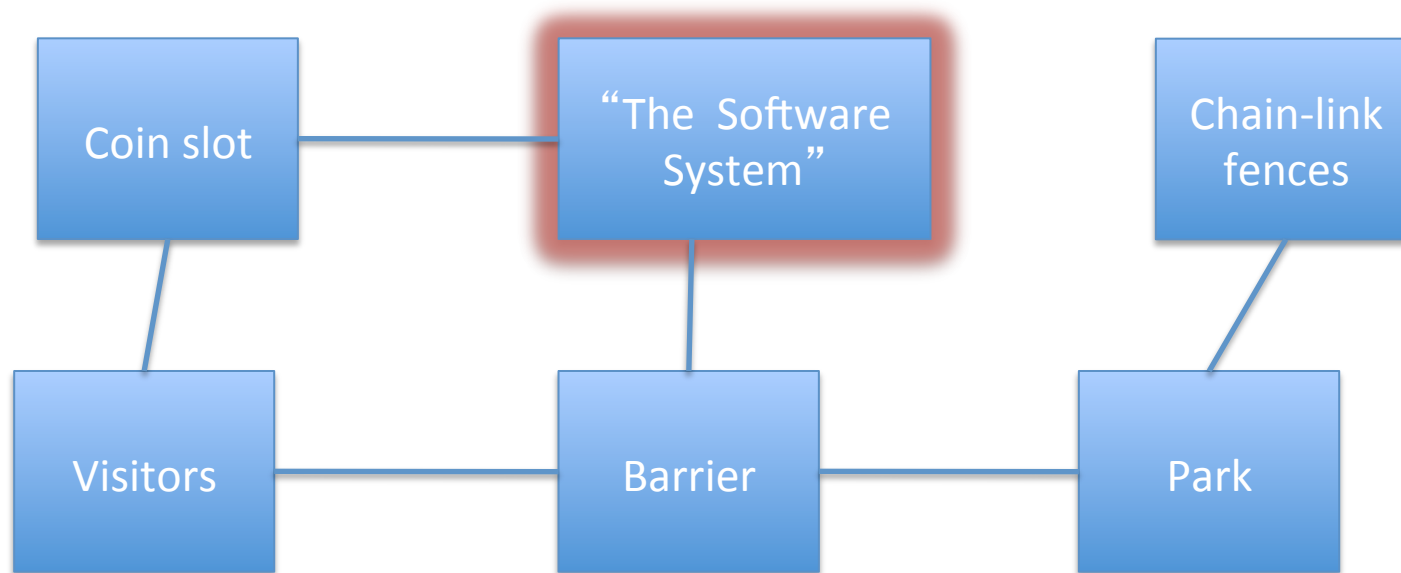 Coin slot
“The Software
System”
Chain-link
fences
Visitors
Barrier
Park